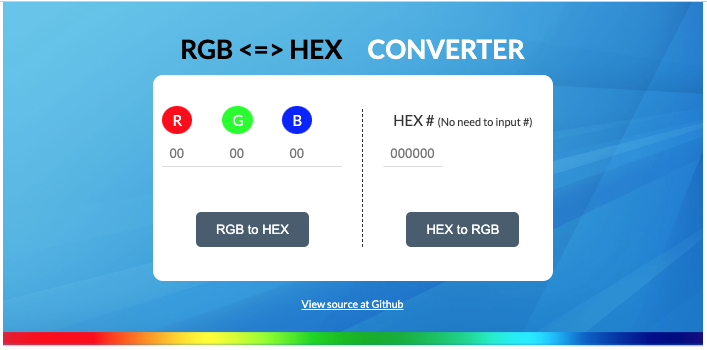 RGB <=> HEX CONVERTER
R G B
HEX # (No need to input #)
00 00 00
000000
RGB to HEX
HEX to RGB
View source at Github